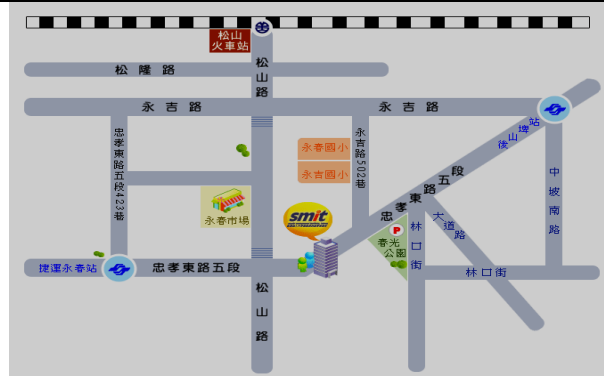 松山
火車站
松隆路
松山路
永吉路
永吉路
後山埤站
忠孝東路五段423巷
永春國小
永吉國小
永吉路502巷
忠孝東路五段
中坡南路
大道路
永春市場
smit
P
春光
公園
林口街
捷運永春站
忠孝東路五段
林口街
松山路